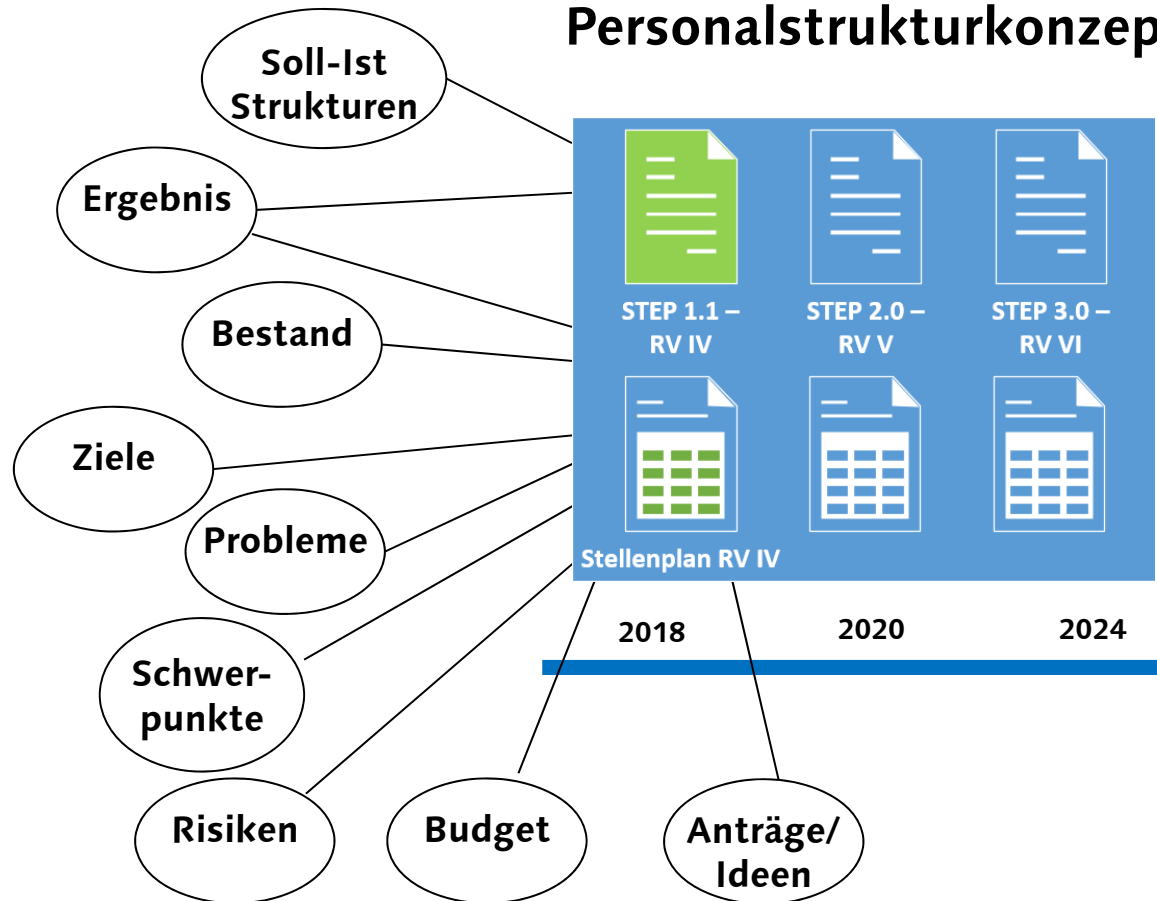 Personalstrukturkonzep
Soll-Ist
Strukturen
Ergebnis
Bestand
Ziele
Probleme
Schwer-
punkte
Risiken
Budget
Anträge/
Ideen
STEP 1.1 –
RV IV
STEP 2.0 –
RV V
STEP 3.0 –
RV VI
Stellenplan RV IV
2018
2020
2024